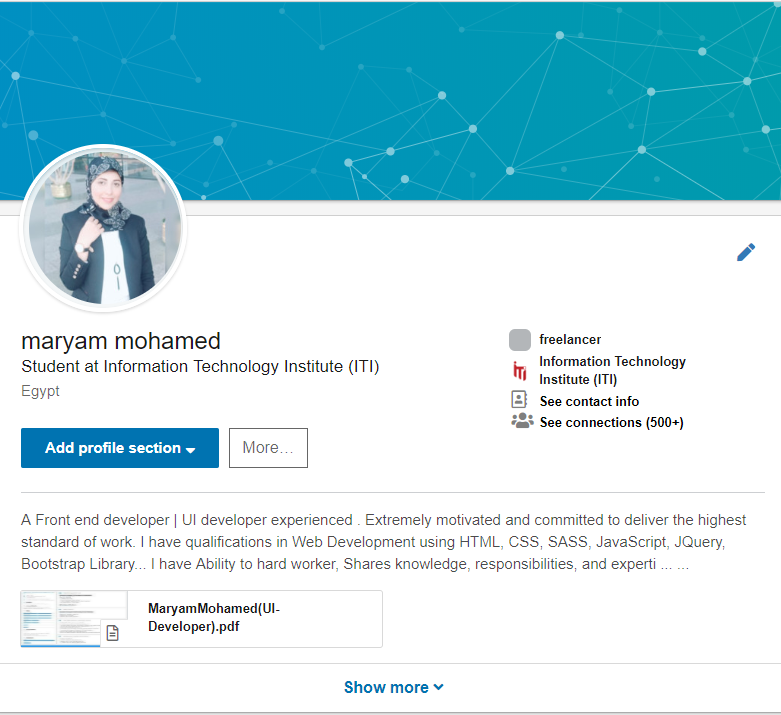 maryam mohamed
Student at Information Technology Institute (ITI)
Egypt
Add profile section
More…
freelancer
Information Technology
Institute (ITI)
See contact info
See connections (500+)
A Front end developer | UI developer experienced . Extremely motivated and committed to deliver the highest
standard of work. I have qualifications in Web Development using HTML, CSS, SASS, JavaScript, JQuery,
Bootstrap Library... I have Ability to hard worker, Shares knowledge, responsibilities, and experti ... ...
MaryamMohamed(UI-
Developer).pdf
Show more